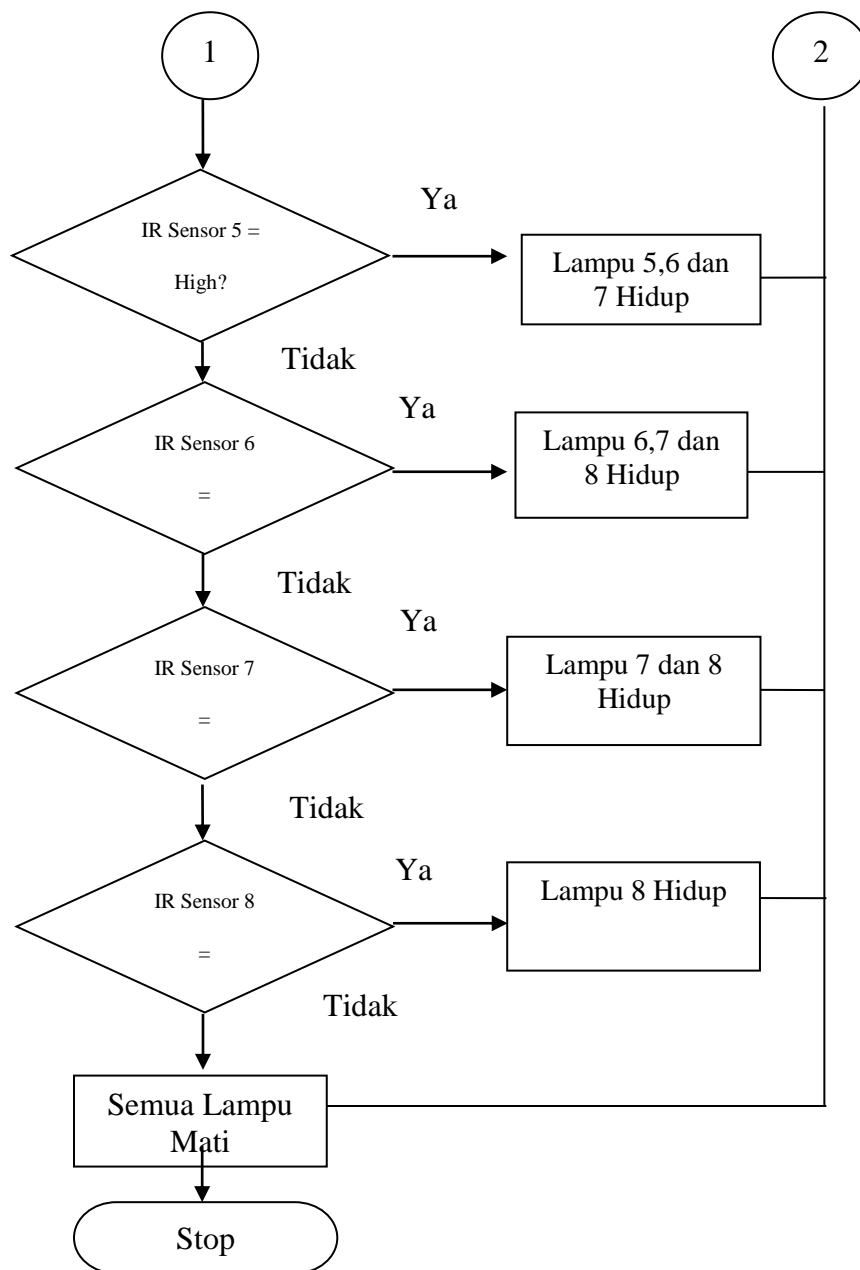 1
2
IR Sensor 5 =
High?
Ya
Lampu 5,6 dan
7 Hidup
Tidak
IR Sensor 6
=
Ya
Lampu 6,7 dan
8 Hidup
Tidak
IR Sensor 7
=
Ya
Lampu 7 dan 8
Hidup
Tidak
IR Sensor 8
=
Ya
Lampu 8 Hidup
Tidak
Semua Lampu
Mati
Stop